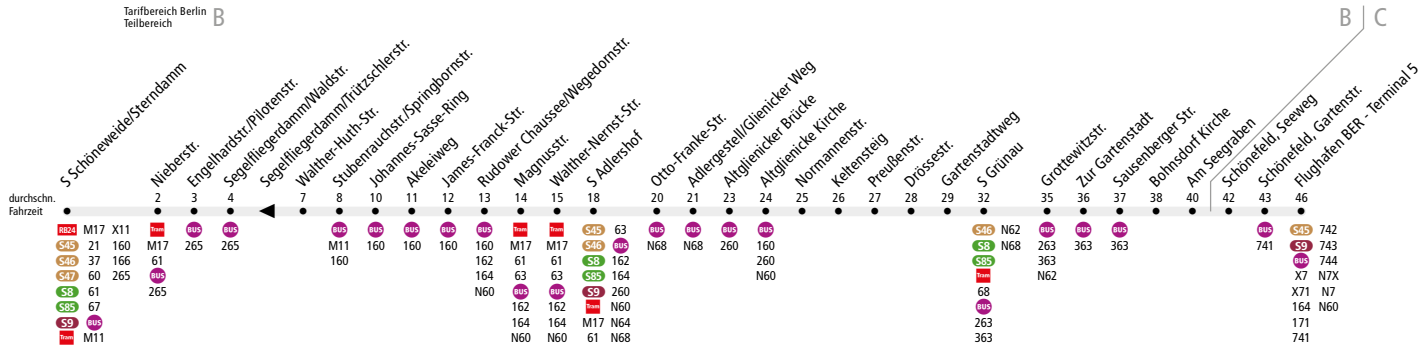 Tarifbereich Berlin
Teilbereich
B
B
C
S Schöneweide/Sterndamm
Nieberstr.
Engelhardtstr./Pilotenstr.
Segelfliegerdamm/Waldstr.
Segelfliegerdamm/Trützschlerstr.
Walther-Huth-Str.
Stubenrauchstr./Springbornstr.
Johannes-Sasse-Ring
Akeleiweg
James-Franck-Str.
Rudower Chaussee/Wegedornstr.
Magnusstr.
Walther-Nernst-Str.
S Adlershof
Otto-Franke-Str.
Adlergestell/Glienicker Weg
Altglienicker Brücke
Altglienicke Kirche
Normannenstr.
Keltensteig
Preußenstr.
Drössestr.
Gartenstadtweg
S Grünau
Grottewitzstr.
Zur Gartenstadt
Sausenberger Str.
Bohnsdorf Kirche
Am Seegraben
Schönefeld, Seeweg
Schönefeld, Gartenstr.
Flughafen BER - Terminal 5
durchschn. 2 3 4 7 8 10 11 12 13 14 15 18 20 21 23 24 25 26 27 28 29 32 35 36 37 38 40 42 43 46
Fahrzeit
RB24 M17 X11 Tram BUS BUS BUS BUS BUS BUS BUS Tram Tram S45 63 BUS BUS BUS BUS S46 N62 BUS BUS BUS BUS S45 742
S45 21 160 M17 265 265 M11 160 160 160 160 M17 M17 S46 BUS N68 N68 260 160 S8 N68 263 363 363 741 S9 743
S46 37 166 61 160 162 61 61 S8 162 260 S85 363 BUS 744
S47 60 265 BUS 164 63 63 S85 164 N60 Tram N62 X7 N7X
S8 61 265 N60 BUS BUS S9 260 68 X71 N7
S85 67 162 162 Tram N60 BUS 164 N60
S9 BUS 164 164 M17 N64 263 171
Tram M11 N60 N60 61 N68 363 741